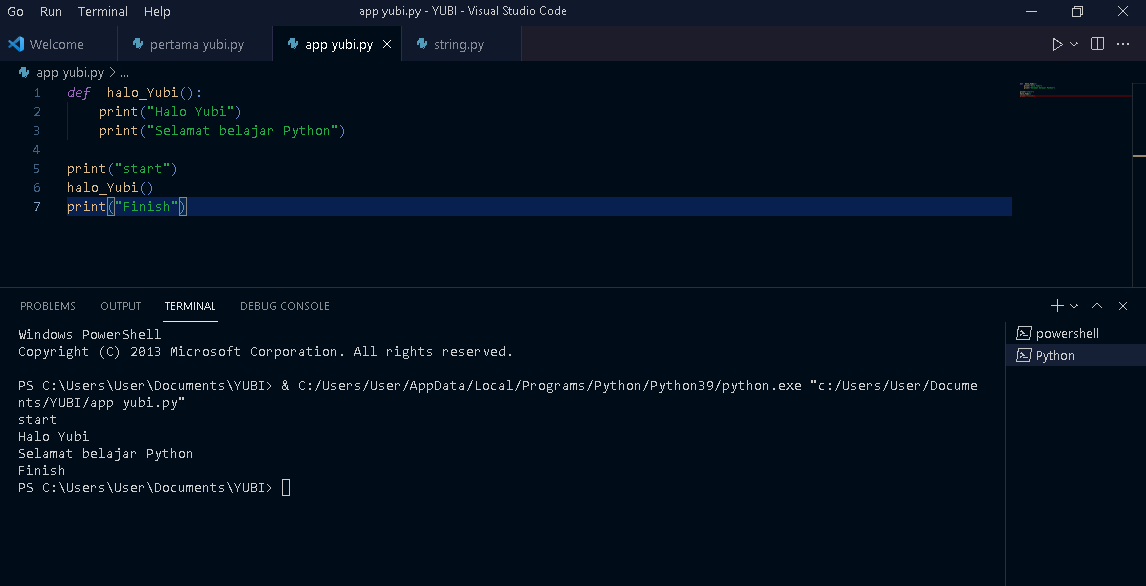 Go Run Terminal Help app yubi.py - YUBI - Visual Studio Code
Welcome pertama yubi.py app yubi.py string.py
app yubi.py > ...
1 def halo_Yubi():
2 print("Halo Yubi")
3 print("Selamat belajar Python")
4
5 print("start")
6 halo_Yubi()
7 print("Finish")
PROBLEMS OUTPUT TERMINAL DEBUG CONSOLE
Windows PowerShell
Copyright (C) 2013 Microsoft Corporation. All rights reserved.
PS C:\Users\User\Documents\YUBI> & C:/Users/User/AppData/Local/Programs/Python/Python39/python.exe "c:/Users/User/Docume
nts/YUBI/app yubi.py"
start
Halo Yubi
Selamat belajar Python
Finish
PS C:\Users\User\Documents\YUBI>
powershell
Python